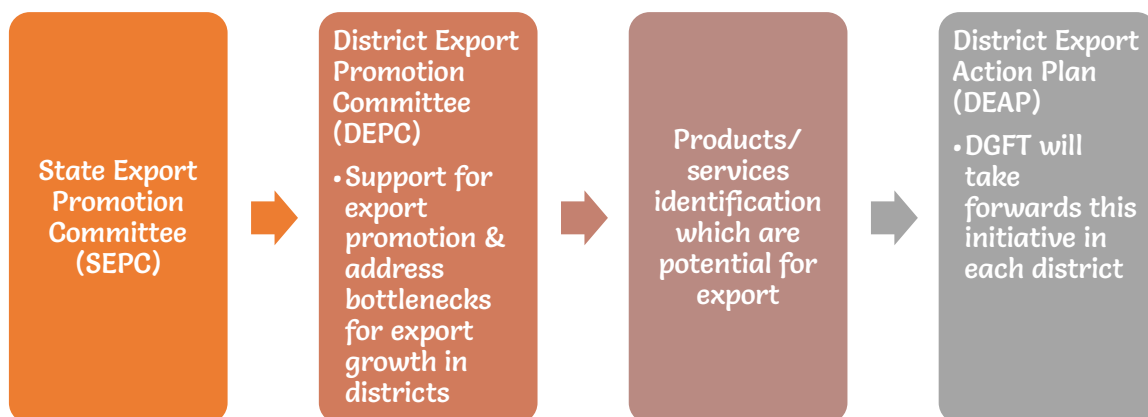 State Export
Promotion
Committee
(SEPC)
District Export
Promotion
Committee
(DEPC)
•Support for
export
promotion &
address
bottlenecks
for export
growth in
districts
Products/
services
identification
which are
potential for
export
District Export
Action Plan
(DEAP)
•DGFT will
take
forwards this
initiative in
each district